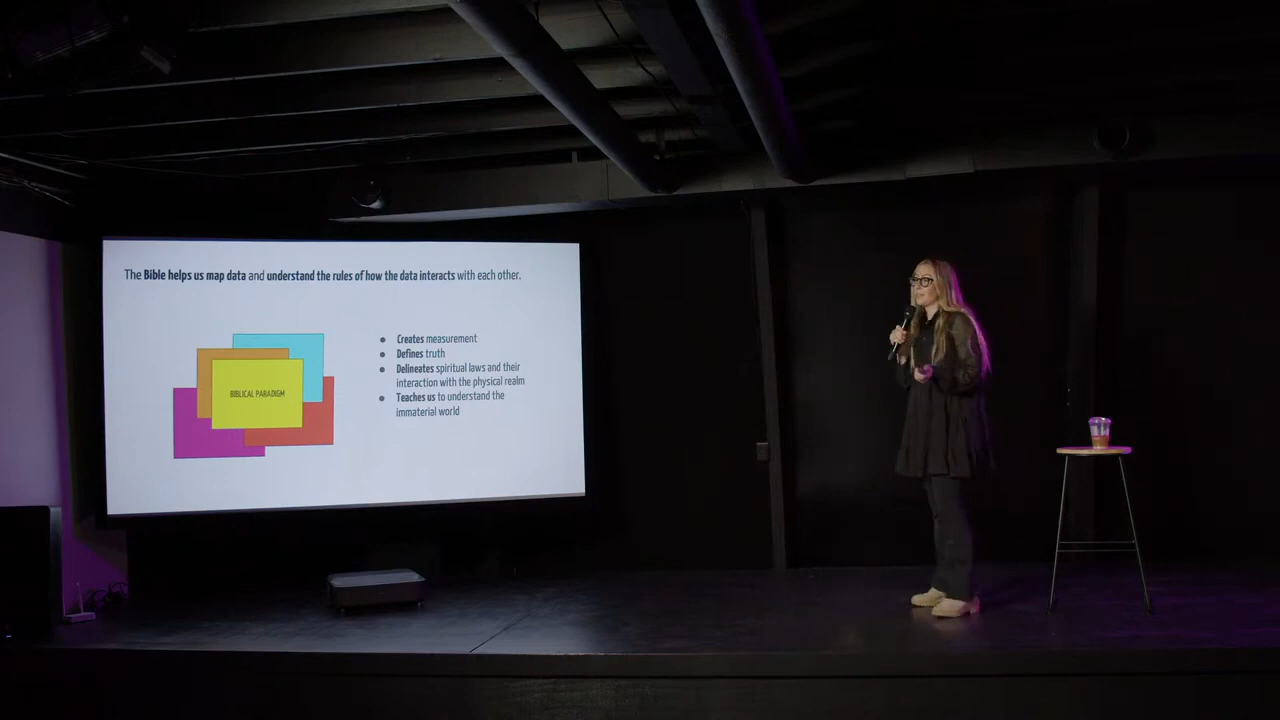 The Bible helps us map data and understand the rules of how the data interacts with each other.
BIBLICAL PARADIGM
● Creates measurement
● Defines truth
● Delineates spiritual laws and their
interaction with the physical realm
● Teaches us to understand the
immaterial world